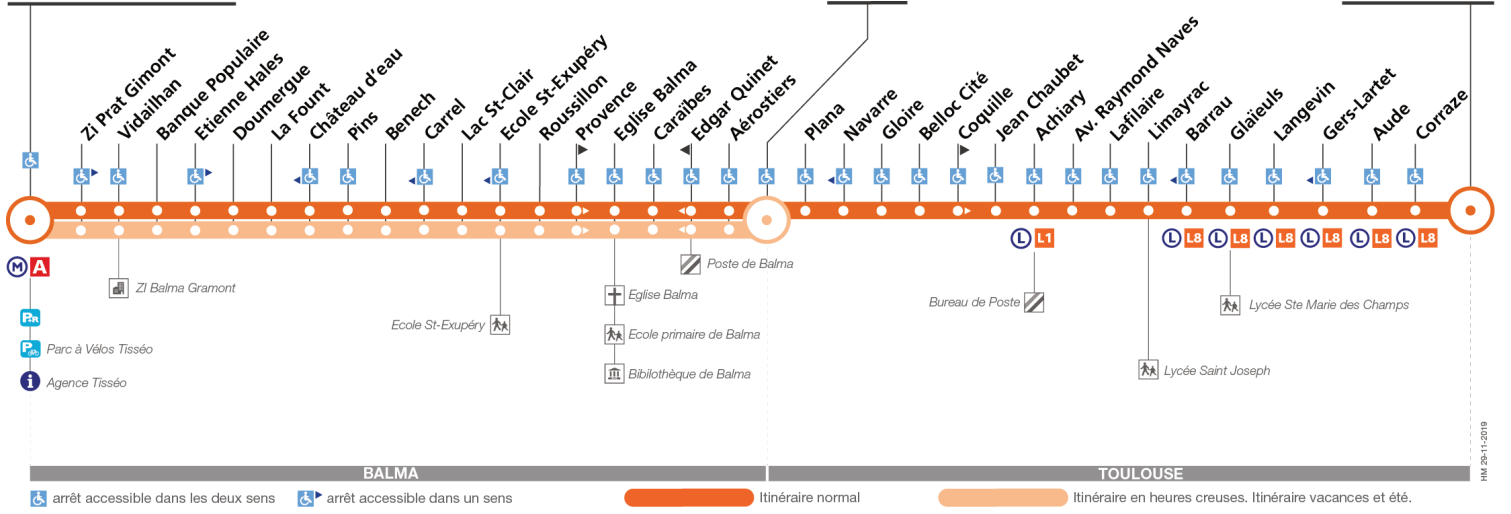 Zi Prat Gimont
Vidailhan
Banque Populaire
Etienne Hales
Doumergue
La Fount
Château d'eau
Pins
Benech
Carrel
Lac St-Clair
Ecole St-Exupéry
Roussillon
Provence
Eglise Balma
Caraïbes
Edgar Quinet
Aérostiers
Plana
Navarre
Gloire
Belloc Cité
Coquille
Jean Chaubet
Achiary
Av. Raymond Naves
Lafilaire
Limayrac
Barrau
Glaïeuls
Langevin
Gers-Lartet
Aude
Corraze
M A
L L1
L L8
L L8
L L8
L L8
L L8
L L8
P+R
P
Parc à Vélos Tisséo
i Agence Tisséo
ZI Balma Gramont
Ecole St-Exupéry
Eglise Balma
Ecole primaire de Balma
Bibilothèque de Balma
Poste de Balma
Bureau de Poste
Lycée Saint Joseph
Lycée Ste Marie des Champs
HM 29-11-2019
BALMA
TOULOUSE
arrêt accessible dans les deux sens
arrêt accessible dans un sens
Itinéraire normal
Itinéraire en heures creuses. Itinéraire vacances et été.